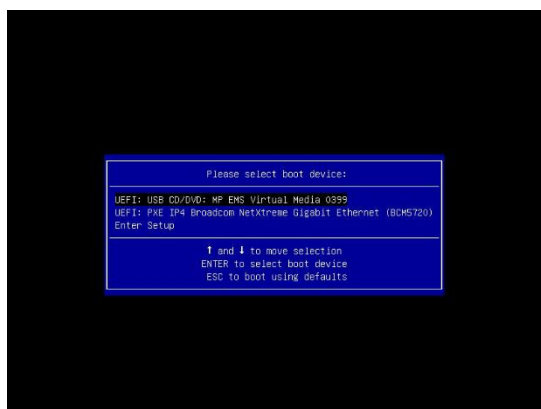 Please select boot device:
UEFI: USB CD/DVD: MP EMS Virtual Media 0399
UEFI: PXE IP4 Broadcom NetXtreme Gigabit Ethernet (BCM5720)
Enter Setup
↑ and ↓ to move selection
ENTER to select boot device
ESC to boot using defaults